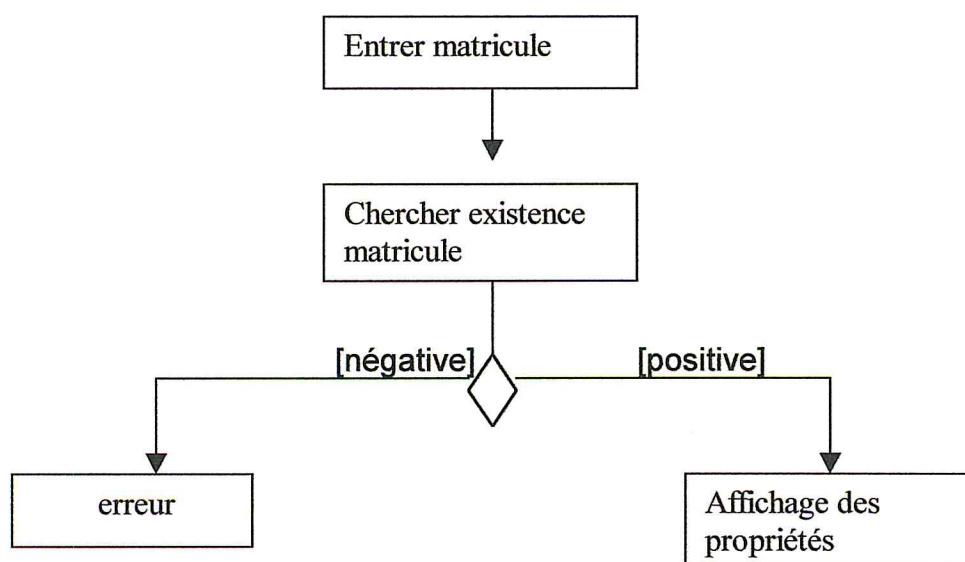 Entrer matricule
Chercher existence
matricule
[négative]
[positive]
erreur
Affichage des
propriétés